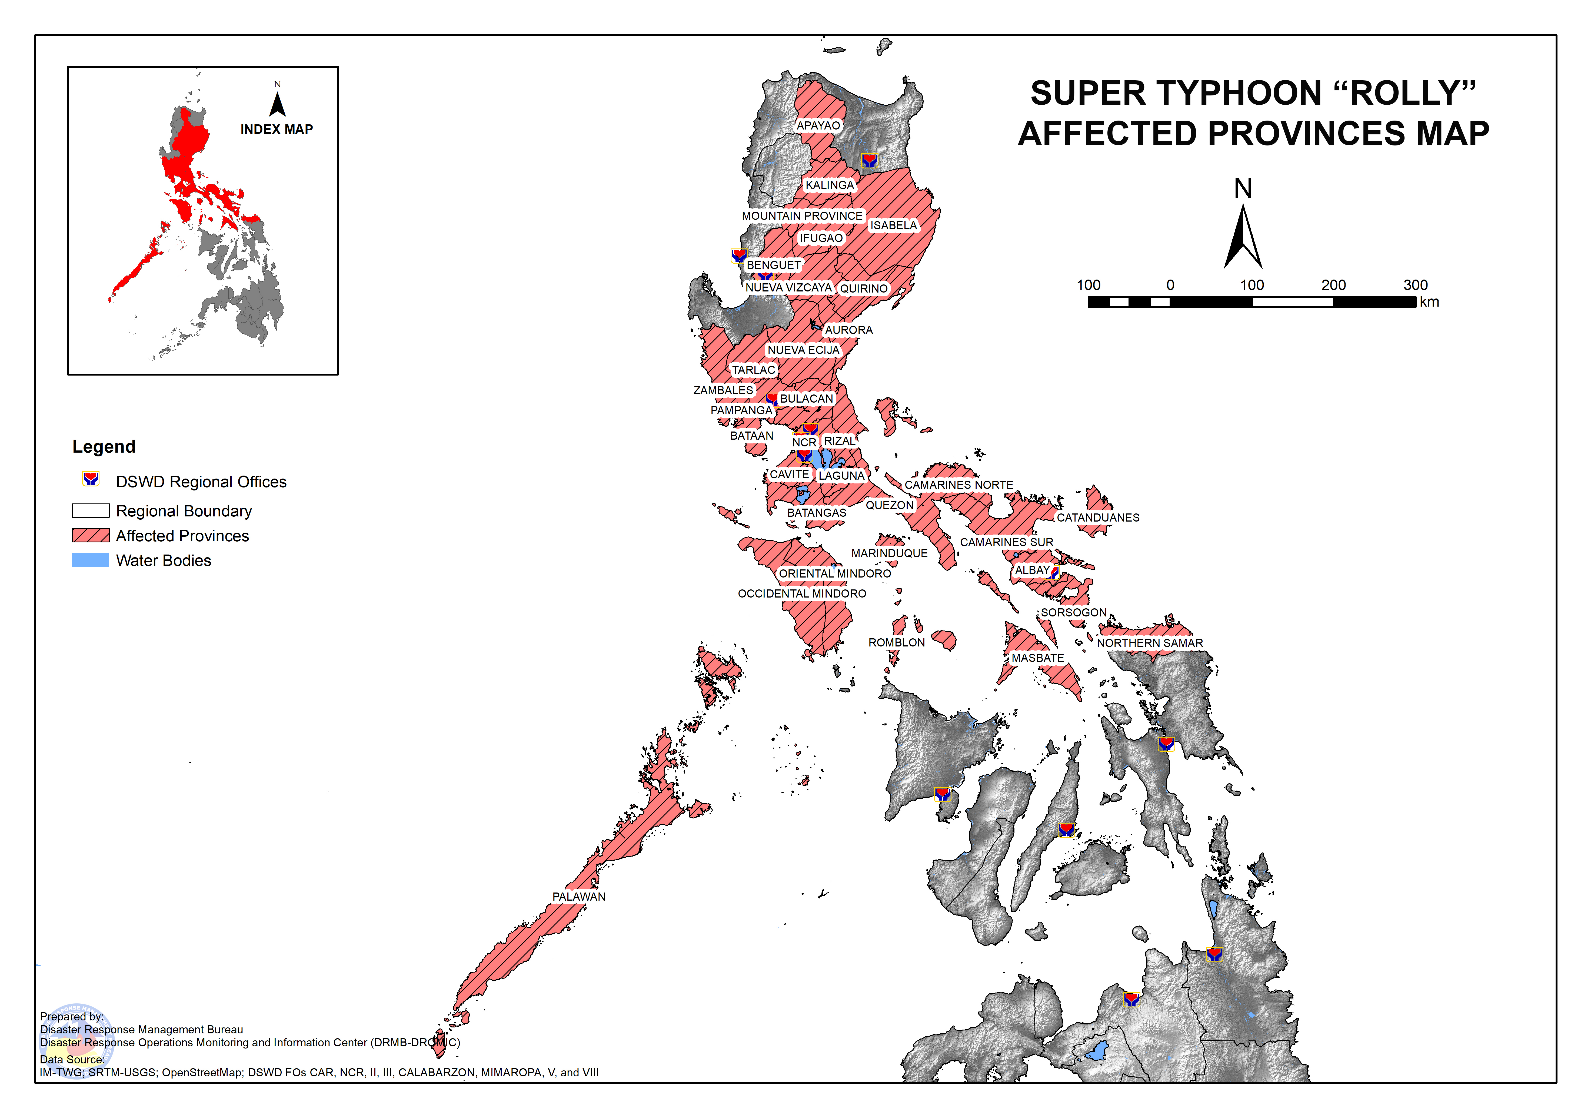 SUPER TYPHOON “ROLLY”
AFFECTED PROVINCES MAP
N
INDEX MAP
N
100 0 100 200 300
km
APAYAO
KALINGA
MOUNTAIN PROVINCE
ISABELA
IFUGAO
BENGUET
NUEVA VIZCAYA
QUIRINO
AURORA
NUEVA ECIJA
TARLAC
ZAMBALES
BULACAN
PAMPANGA
BATAAN
NCR
RIZAL
CAVITE
LAGUNA
CAMARINES NORTE
QUEZON
BATANGAS
CATANDUANES
CAMARINES SUR
MARINDUQUE
ALBAY
ORIENTAL MINDORO
OCCIDENTAL MINDORO
SORSOGON
ROMBLON
NORTHERN SAMAR
MASBATE
PALAWAN
Legend
DSWD Regional Offices
Regional Boundary
Affected Provinces
Water Bodies
Prepared by:
Disaster Response Management Bureau
Disaster Response Operations Monitoring and Information Center (DRMB-DROMIC)
Data Source:
IM-TWG; SRTM-USGS; OpenStreetMap; DSWD FOs CAR, NCR, II, III, CALABARZON, MIMAROPA, V, and VIII